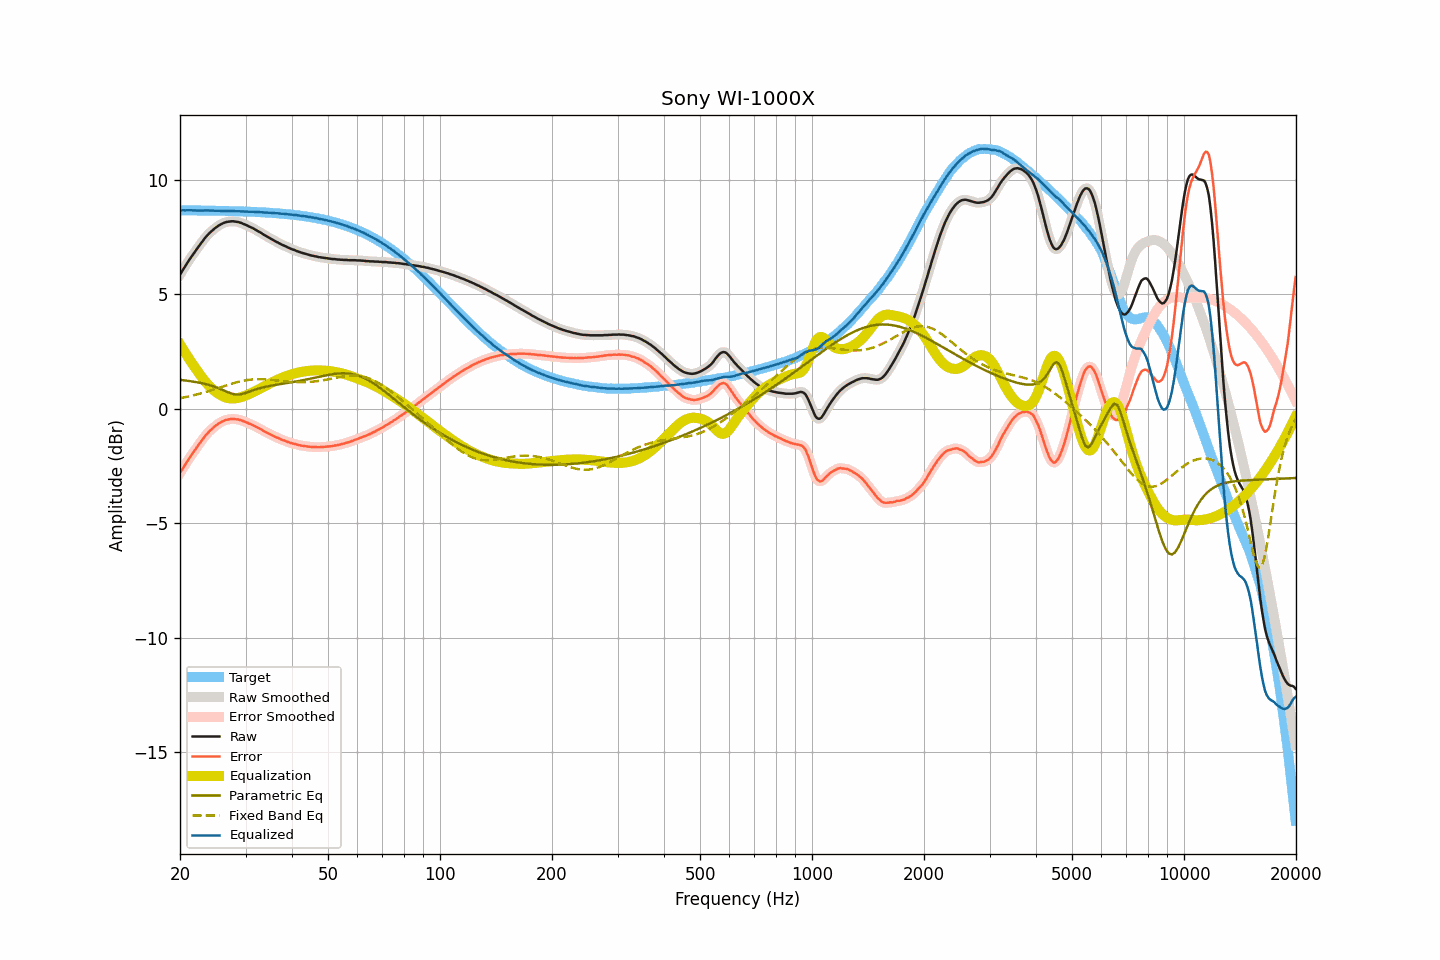 Sony WI-1000X
Amplitude (dBr)
10
5
0
−5
−10
−15
Target
Raw Smoothed
Error Smoothed
Raw
Error
Equalization
Parametric Eq
Fixed Band Eq
Equalized
20 50 100 200 500 1000 2000 5000 10000 20000
Frequency (Hz)